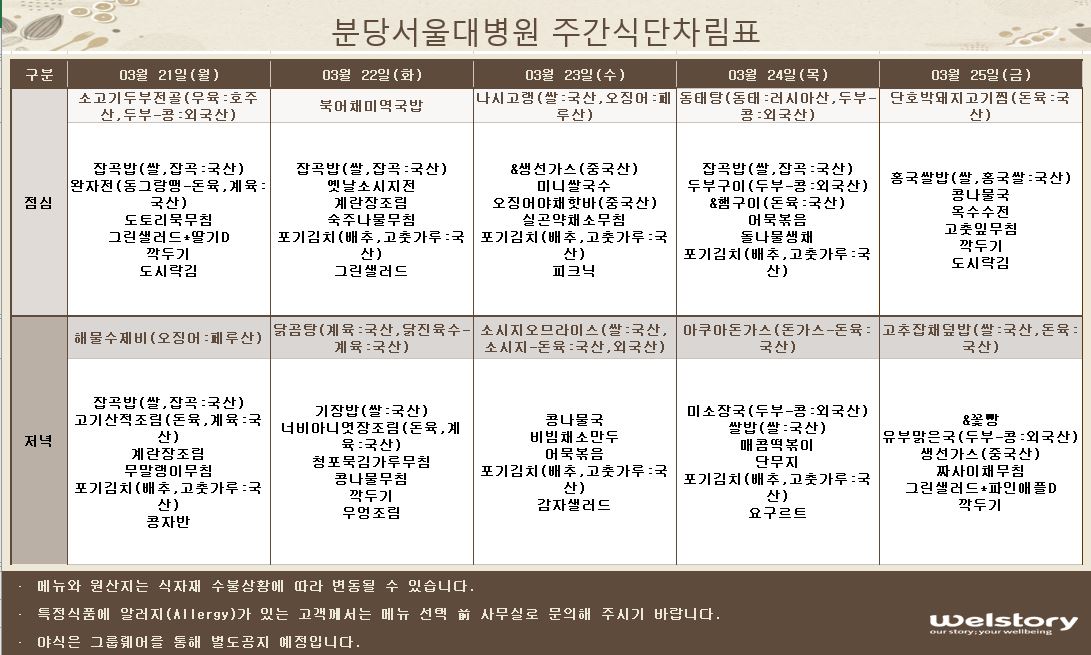 분당서울대병원 주간식단차림표
구분
03월 21일(월)
03월 22일(화)
03월 23일(수)
03월 24일(목)
03월 25일(금)
점심
소고기두부전골(무육:호주
산,두부-콩:외국산)
잡곡밥(쌀,잡곡:국산)
완자전(동그랑땡-돈육,계육:
국산)
도토리묵무침
그린샐러드*딸기D
깍두기
도시락김
북어채미역국밥
잡곡밥(쌀,잡곡:국산)
옛날소시지전
계란장조림
숙주나물무침
포기김치(배추,고춧가루:국
산)
그린샐러드
나시고랭(쌀:국산,오징어:페
루산)
&생선가스(중국산)
미니쌀국수
오징어야채핫바(중국산)
실곤약채소무침
포기김치(배추,고춧가루:국
산)
피크닉
동태탕(동태:러시아산,두부-
콩:외국산)
잡곡밥(쌀,잡곡:국산)
두부구이(두부-콩:외국산)
&햄구이(돈육:국산)
어묵볶음
돌나물생채
포기김치(배추,고춧가루:국
산)
단호박돼지고기찜(돈육:국
산)
홍국쌀밥(쌀,홍국쌀:국산)
콩나물국
옥수수전
고춧잎무침
깍두기
도시락김
저녁
해물수제비(오징어:페루산)
잡곡밥(쌀,잡곡:국산)
고기산적조림(돈육,계육:국
산)
계란장조림
무말랭이무침
포기김치(배추,고춧가루:국
산)
콩자반
닭곰탕(계육:국산,닭진육수-
계육:국산)
기장밥(쌀:국산)
너비아니엿장조림(돈육,계
육:국산)
청포묵김가루무침
콩나물무침
깍두기
우엉조림
소시지오므라이스(쌀:국산,
소시지-돈육:국산,외국산)
콩나물국
비빔채소만두
어묵볶음
포기김치(배추,고춧가루:국
산)
감자샐러드
아쿠아돈가스(돈가스-돈육:
국산)
미소장국(두부-콩:외국산)
쌀밥(쌀:국산)
매콤떡볶이
단무지
포기김치(배추,고춧가루:국
산)
요구르트
고추잡채덮밥(쌀:국산,돈육:
국산)
&꽃빵
유부맑은국(두부-콩:외국산)
생선가스(중국산)
짜사이채무침
그린샐러드*파인애플D
깍두기
· 메뉴와 원산지는 식자재 수불상황에 따라 변동될 수 있습니다.
· 특정식품에 알러지(Allergy)가 있는 고객께서는 메뉴 선택 前 사무실로 문의해 주시기 바랍니다.
· 야식은 그룹웨어를 통해 별도공지 예정입니다.
Welstory
our story; your wellbeing